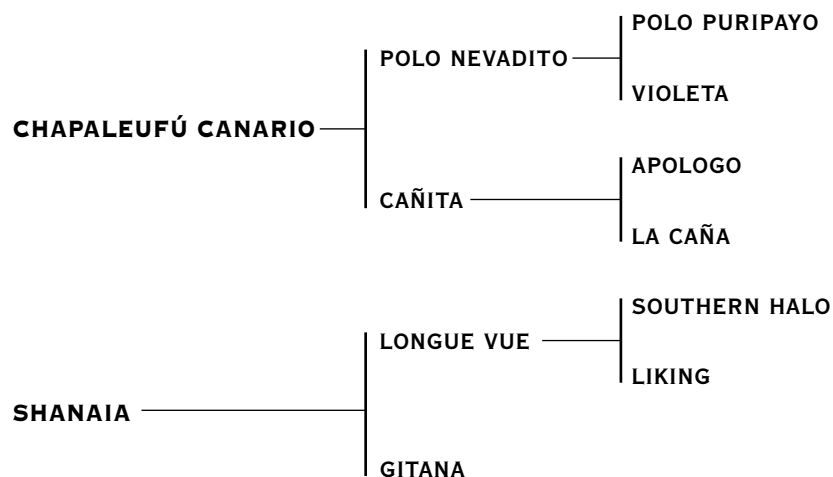 POLO PURIPAYO
POLO NEVADITO
VIOLETA
CHAPALEUFÚ CANARIO
APOLOGO
CAÑITA
LA CAÑA
SOUTHERN HALO
LONGUE VUE
LIKING
SHANAIA
GITANA